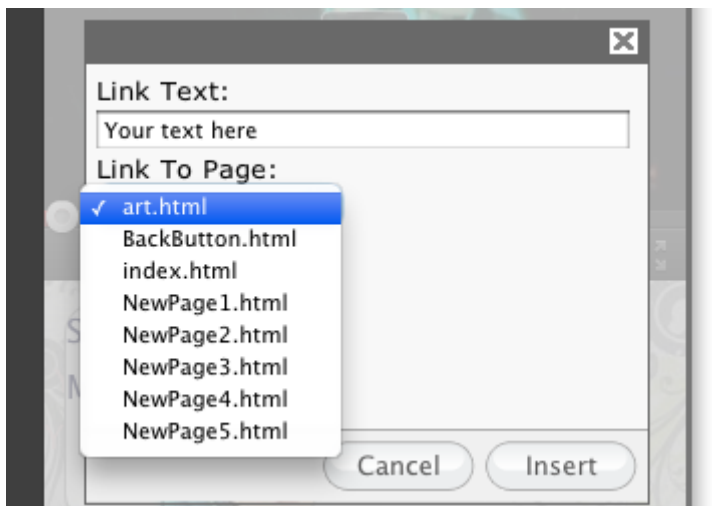 Link Text:
Your text here
Link To Page:
✓ art.html
BackButton.html
index.html
NewPage1.html
NewPage2.html
NewPage3.html
NewPage4.html
NewPage5.html
Cancel
Insert